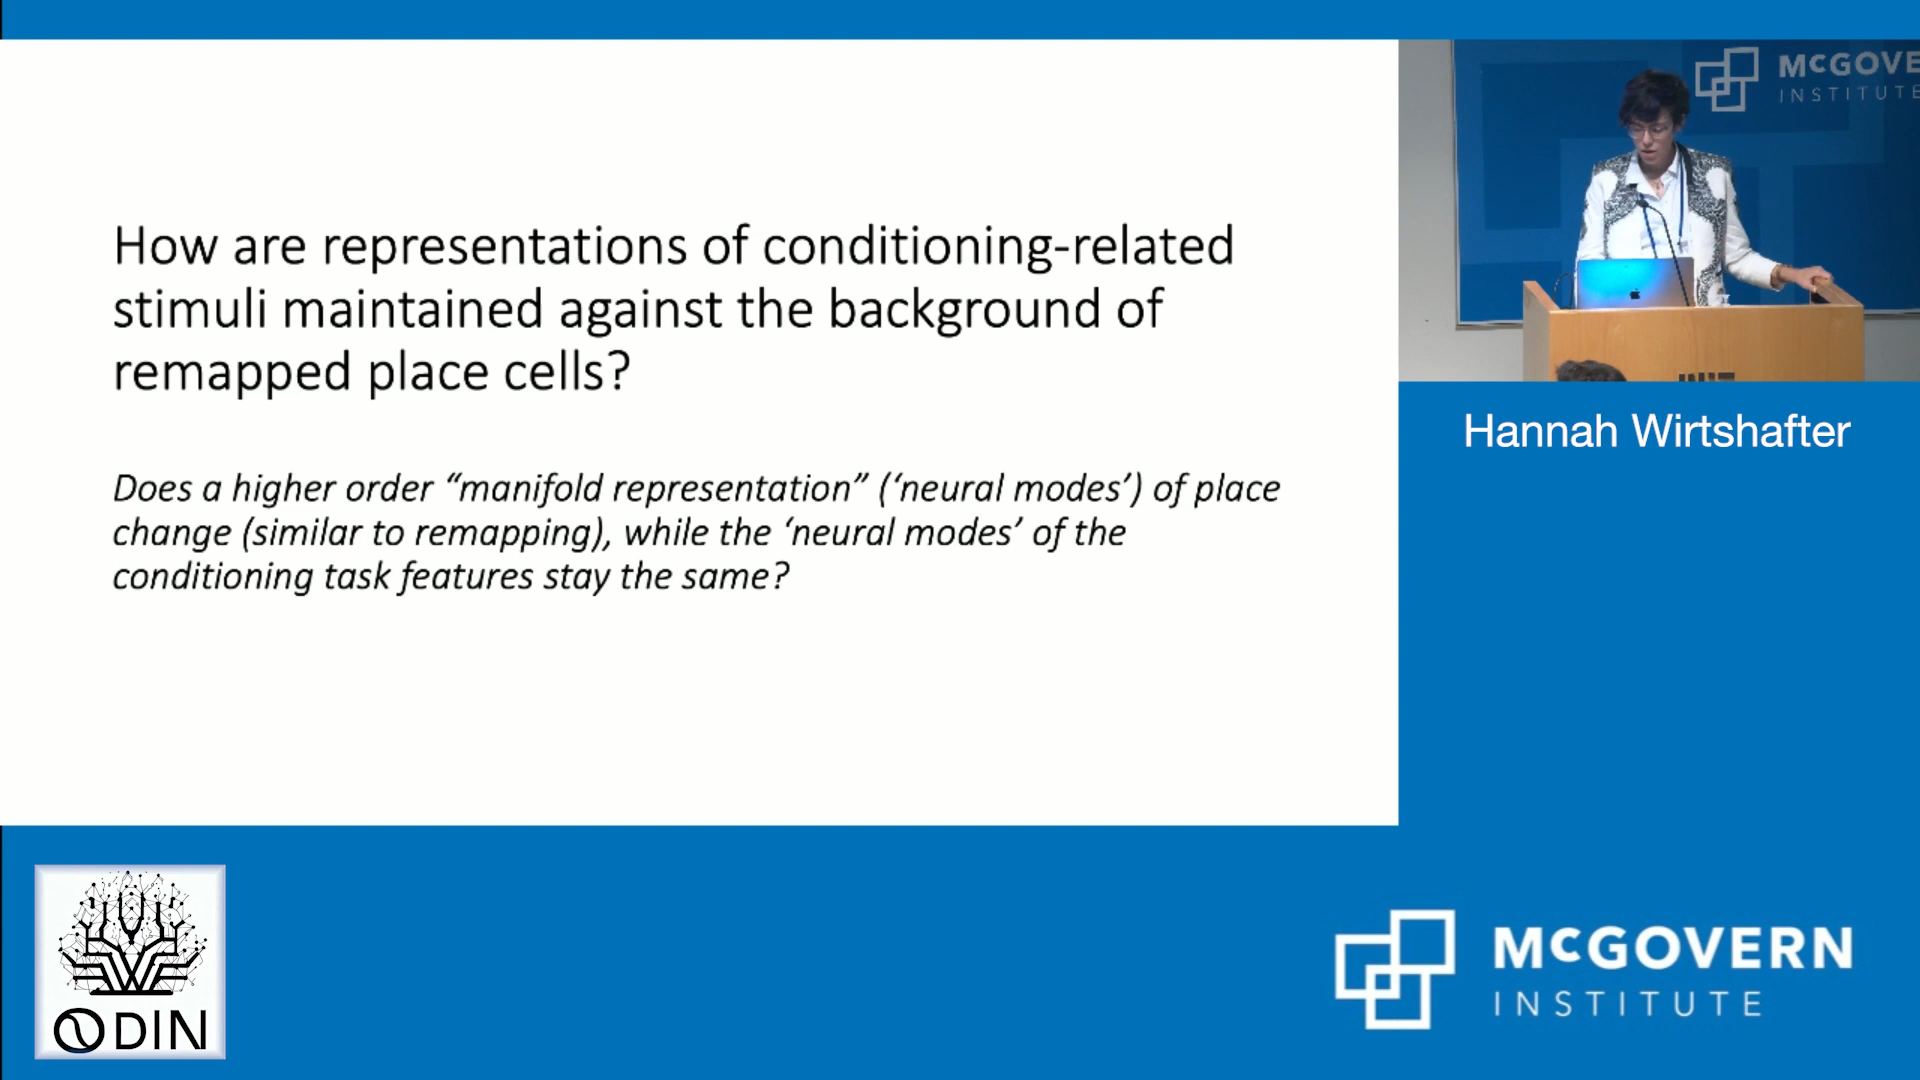 How are representations of conditioning-related
stimuli maintained against the background of
remapped place cells?
Does a higher order “manifold representation” (‘neural modes’) of place
change (similar to remapping), while the ‘neural modes’ of the
conditioning task features stay the same?
McGOVE
INSTITUTE
Hannah Wirtshafter
ODIN
McGOVERN
INSTITUTE